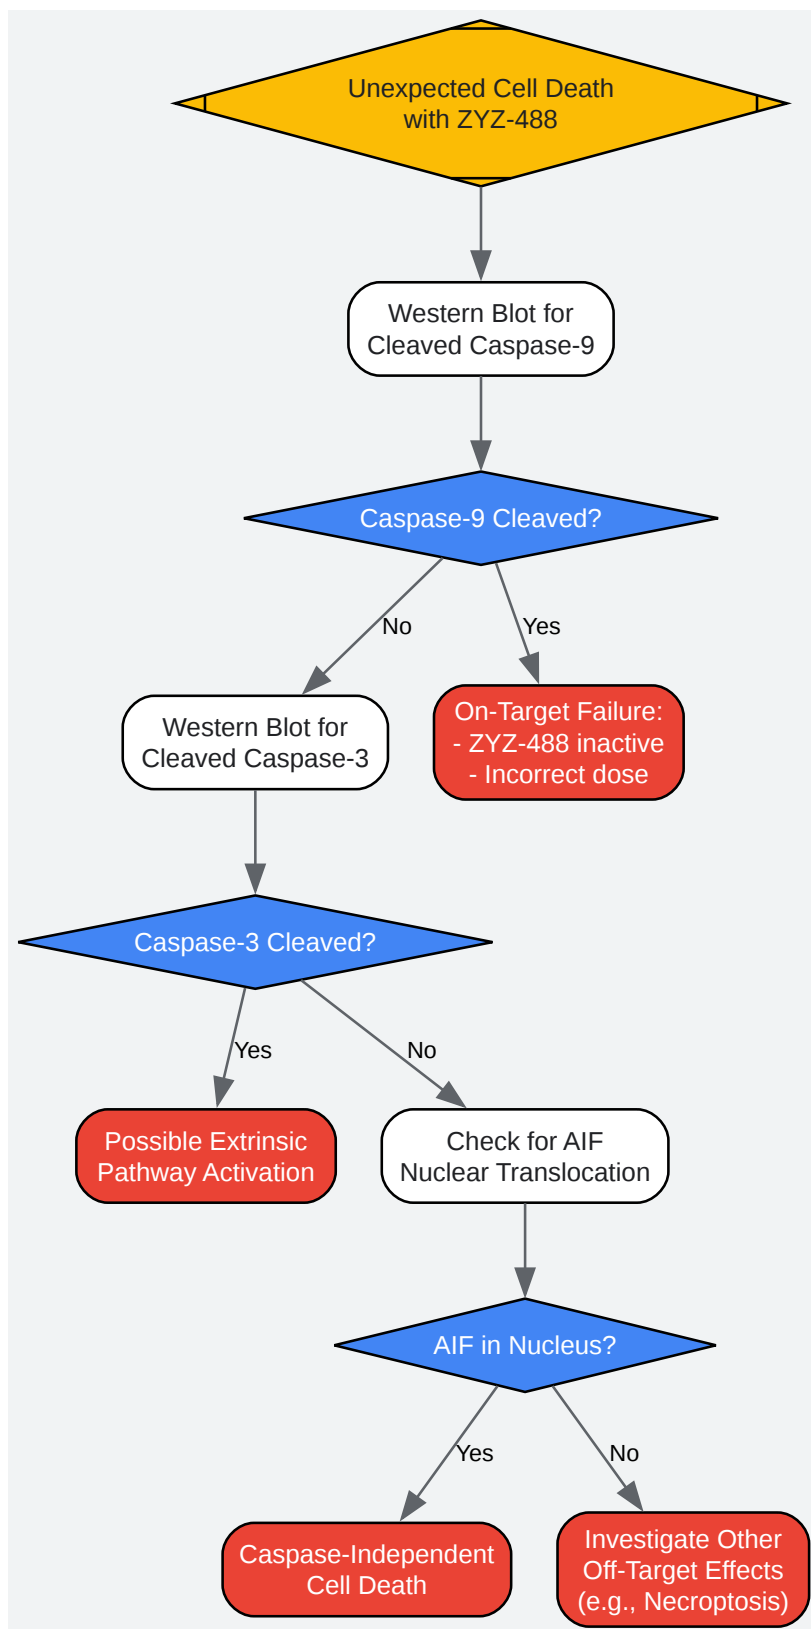 Unexpected Cell Death
with ZYZ-488
Western Blot for
Cleaved Caspase-9
Caspase-9 Cleaved?
No
Yes
Western Blot for
Cleaved Caspase-3
On-Target Failure:
- ZYZ-488 inactive
- Incorrect dose
Caspase-3 Cleaved?
Yes
No
Possible Extrinsic
Pathway Activation
Check for AIF
Nuclear Translocation
AIF in Nucleus?
Yes
No
Caspase-Independent
Cell Death
Investigate Other
Off-Target Effects
(e.g., Necroptosis)